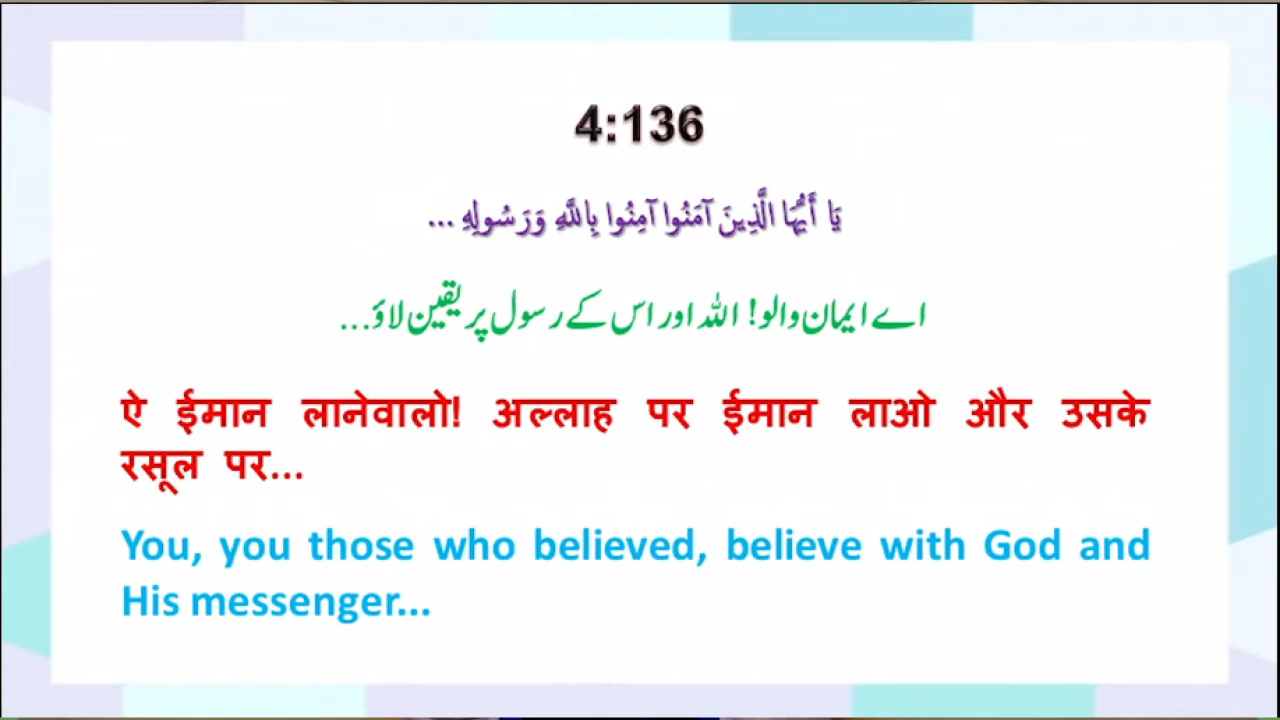 4:136
يَا أَيُّهَا الَّذِينَ آمَنُوا آمِنُوا بِاللَّهِ وَرَسُولِهِ ...
اے ایمان والو! اللہ اور اس کے رسول پر یقین لاؤ...
ऐ ईमान लानेवालो! अल्लाह पर ईमान लाओ और उसके
रसूल पर...
You, you those who believed, believe with God and
His messenger...